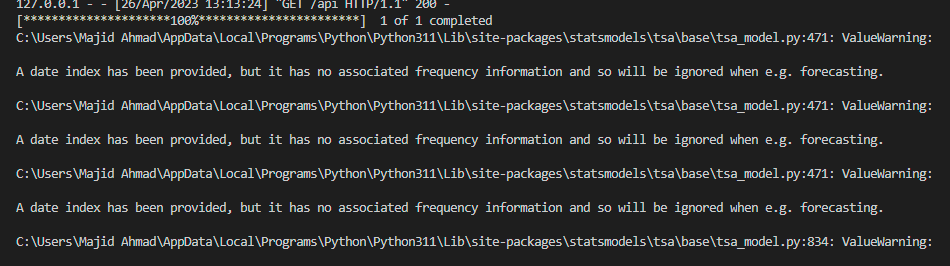 127.0.0.1 - - [26/Apr/2023 13:13:24] "GET /api HTTP/1.1" 200 -
[*********************100%***********************]  1 of 1 completed
C:\Users\Majid Ahmad\AppData\Local\Programs\Python\Python311\Lib\site-packages\statsmodels\tsa\base\tsa_model.py:471: ValueWarning:
A date index has been provided, but it has no associated frequency information and so will be ignored when e.g. forecasting.
C:\Users\Majid Ahmad\AppData\Local\Programs\Python\Python311\Lib\site-packages\statsmodels\tsa\base\tsa_model.py:471: ValueWarning:
A date index has been provided, but it has no associated frequency information and so will be ignored when e.g. forecasting.
C:\Users\Majid Ahmad\AppData\Local\Programs\Python\Python311\Lib\site-packages\statsmodels\tsa\base\tsa_model.py:471: ValueWarning:
A date index has been provided, but it has no associated frequency information and so will be ignored when e.g. forecasting.
C:\Users\Majid Ahmad\AppData\Local\Programs\Python\Python311\Lib\site-packages\statsmodels\tsa\base\tsa_model.py:834: ValueWarning: